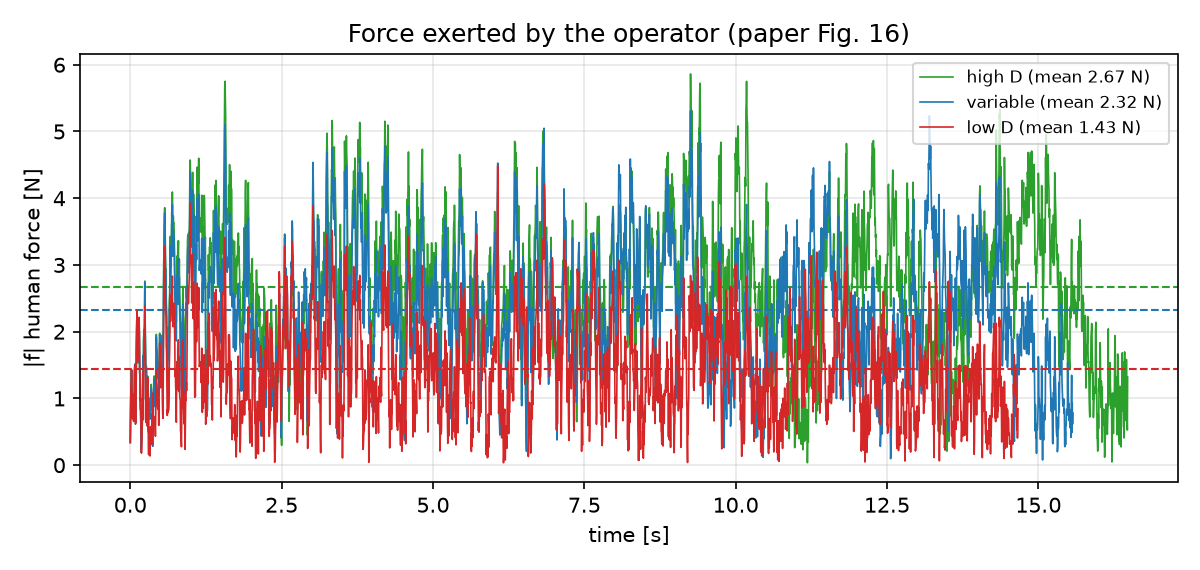 Force exerted by the operator (paper Fig. 16)
high D (mean 2.67 N)
variable (mean 2.32 N)
low D (mean 1.43 N)
|f| human force [N]
6
5
4
3
2
1
0
0.0 2.5 5.0 7.5 10.0 12.5 15.0
time [s]